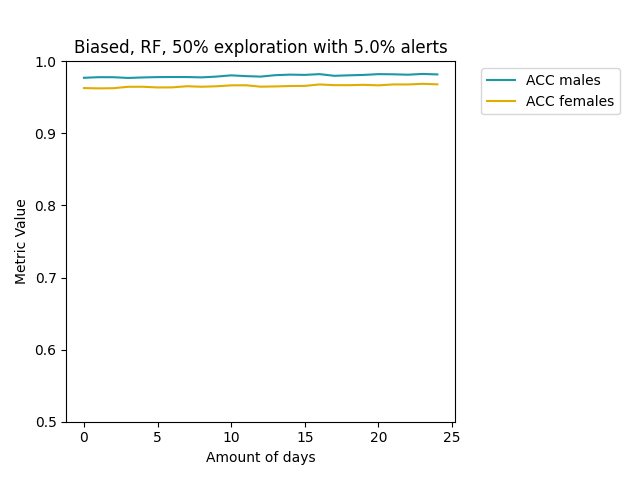 Biased, RF, 50% exploration with 5.0% alerts
ACC males
ACC females
Metric Value
1.0
0.9
0.8
0.7
0.6
0.5
0 5 10 15 20 25
Amount of days